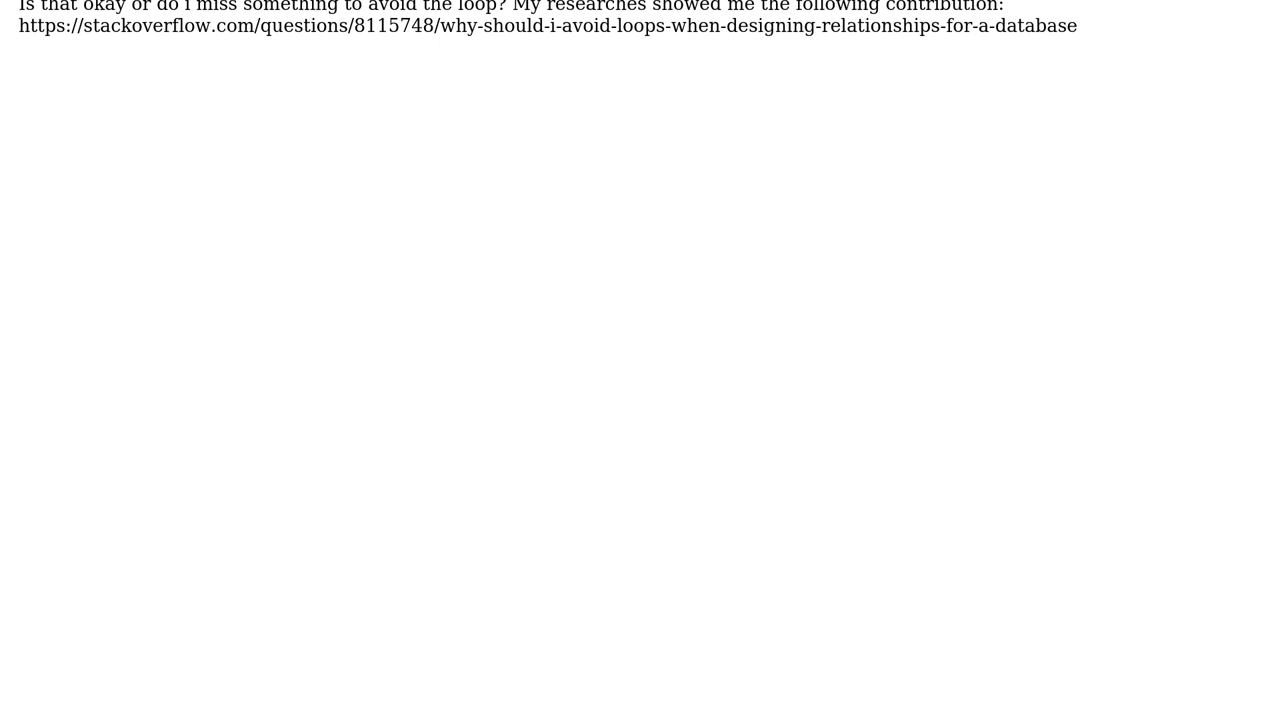 Is that okay or do i miss something to avoid the loop? My researches showed me the following contribution:
https://stackoverflow.com/questions/8115748/why-should-i-avoid-loops-when-designing-relationships-for-a-database